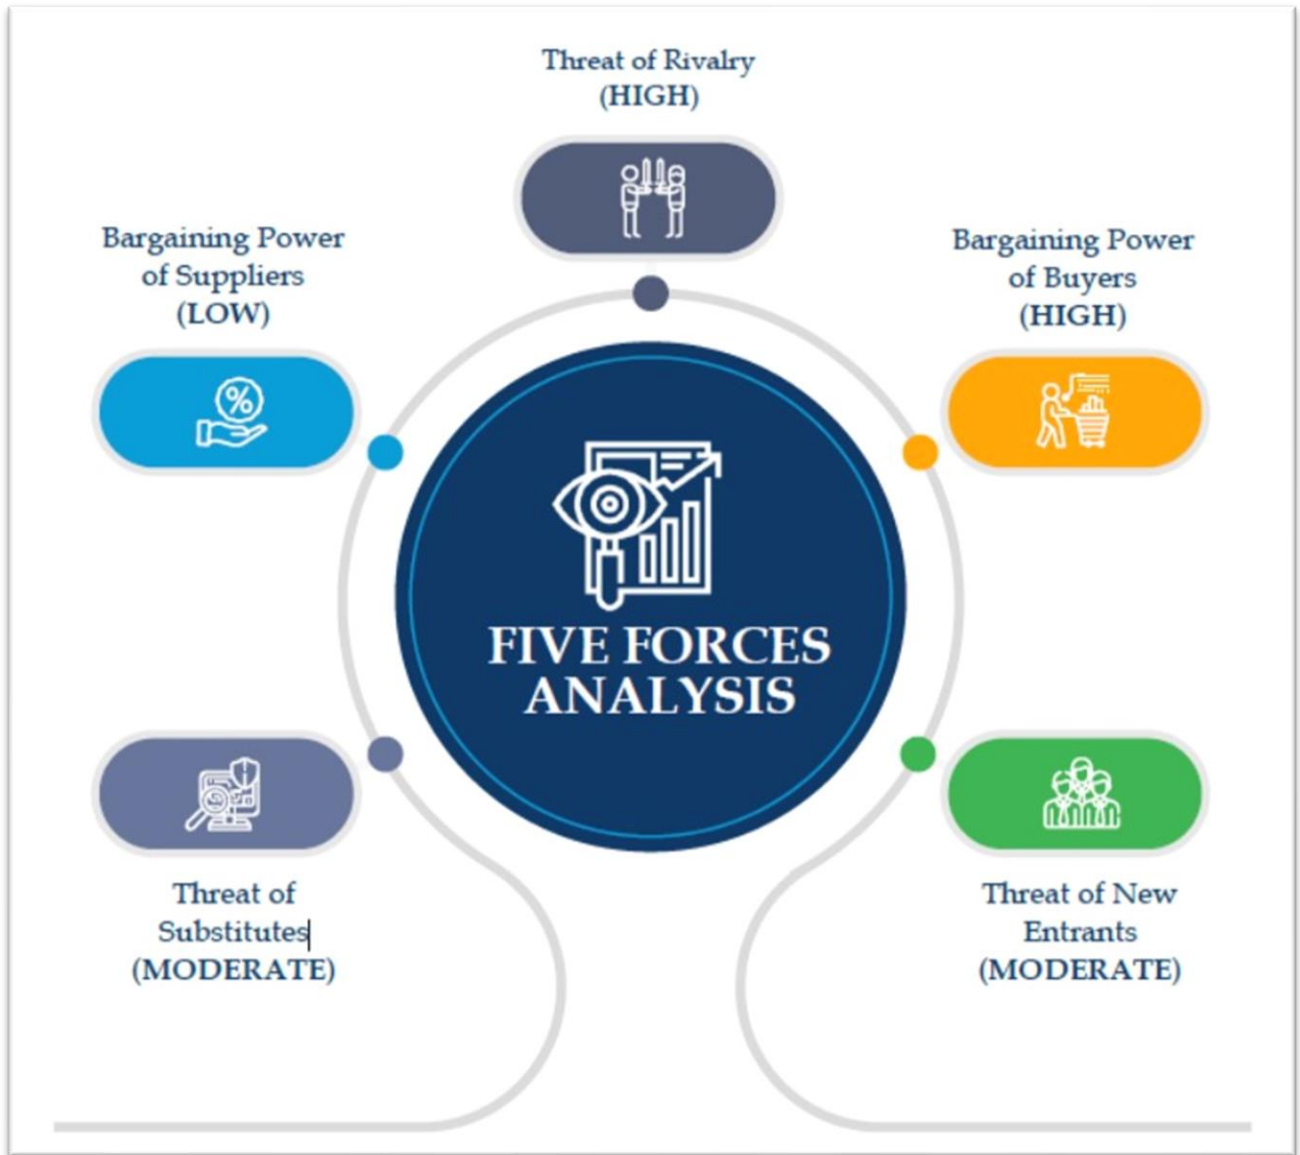 Threat of Rivalry
(HIGH)
Bargaining Power
of Suppliers
(LOW)
Bargaining Power
of Buyers
(HIGH)
%
FIVE FORCES
ANALYSIS
Threat of
Substitutes
(MODERATE)
Threat of New
Entrants
(MODERATE)